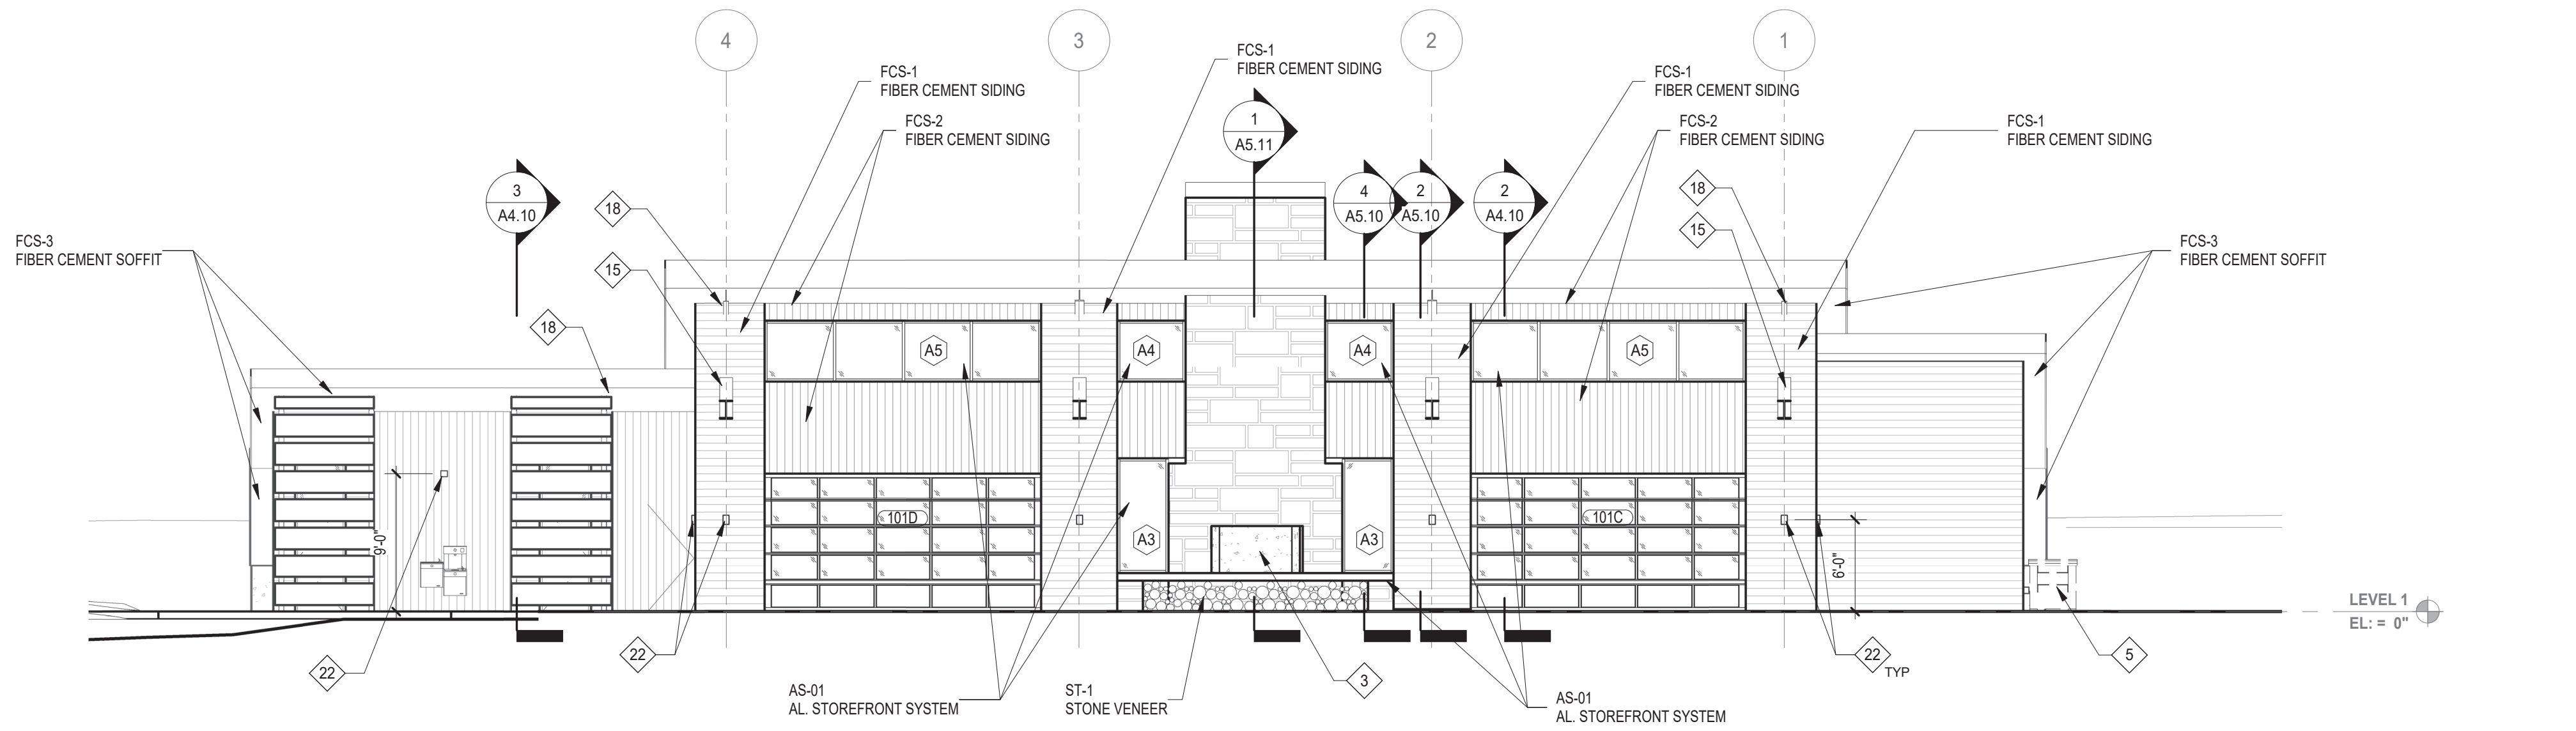 4
3
2
1
FCS-1
FIBER CEMENT SIDING
FCS-1
FIBER CEMENT SIDING
FCS-1
FIBER CEMENT SIDING
FCS-2
FIBER CEMENT SIDING
1
A5.11
FCS-2
FIBER CEMENT SIDING
FCS-1
FIBER CEMENT SIDING
3
A4.10
18
4
A5.10
2
A5.10
2
A4.10
18
15
15
FCS-3
FIBER CEMENT SOFFIT
FCS-3
FIBER CEMENT SOFFIT
18
A5
A4
A4
A5
101D
101C
9'-0"
A3
A3
6'-0"
LEVEL 1
EL: = 0"
22
22
3
22
TYP
5
AS-01
AL. STOREFRONT SYSTEM
ST-1
STONE VENEER
AS-01
AL. STOREFRONT SYSTEM